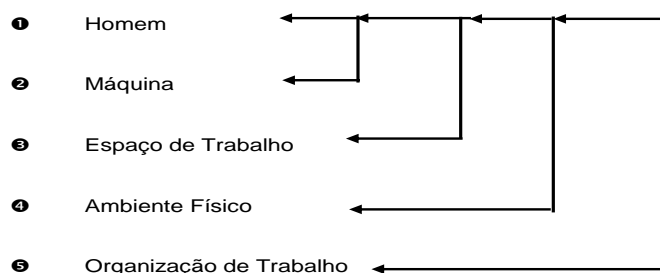 ❶ Homem
❷ Máquina
❸ Espaço de Trabalho
❹ Ambiente Físico
❺ Organização de Trabalho